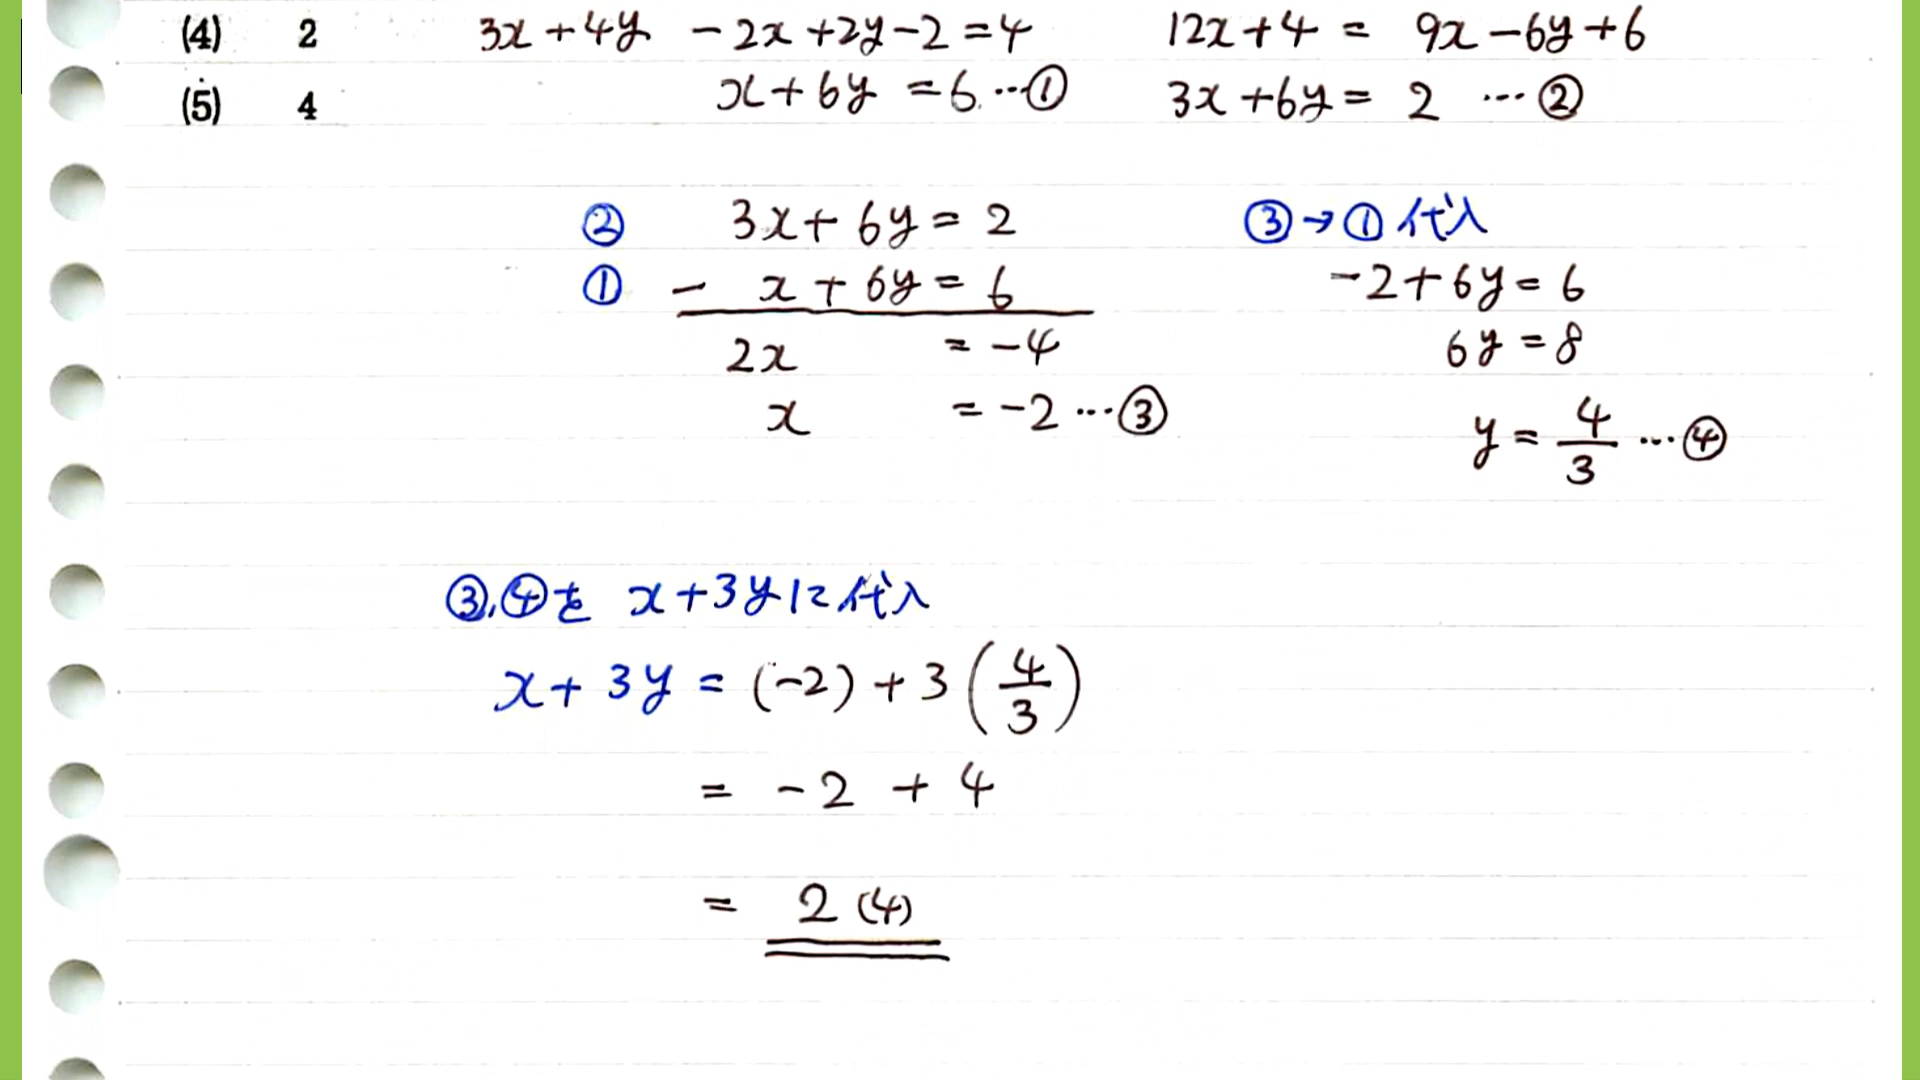 (4) 2 3x+4y -2x+2y-2=4 12x+4 = 9x-6y+6
(5) 4 x+6y =6…① 3x+6y= 2 …②
② 3x+6y=2
① - x+6y=6
2x = -4
x = -2…③
③→①代入
-2+6y=6
6y=8
y=4/3…④
③,④を x+3yに代入
x+3y=(-2)+3(4/3)
= -2 + 4
= 2(4)